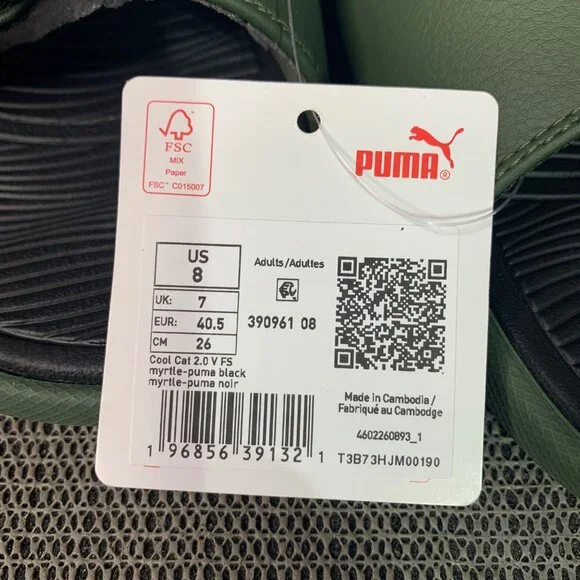 FSC
MIX
Paper
FSC™ C015007
PUMA®
US
8
UK: 7
EUR: 40.5
CM 26
Adults/Adultes
390961 08
Cool Cat 2.0 V FS
myrtle-puma black
myrtle-puma noir
Made in Cambodia/
Fabriqué au Cambodge
4602260893_1
T3B73HJM00190
1 96856 39132 1